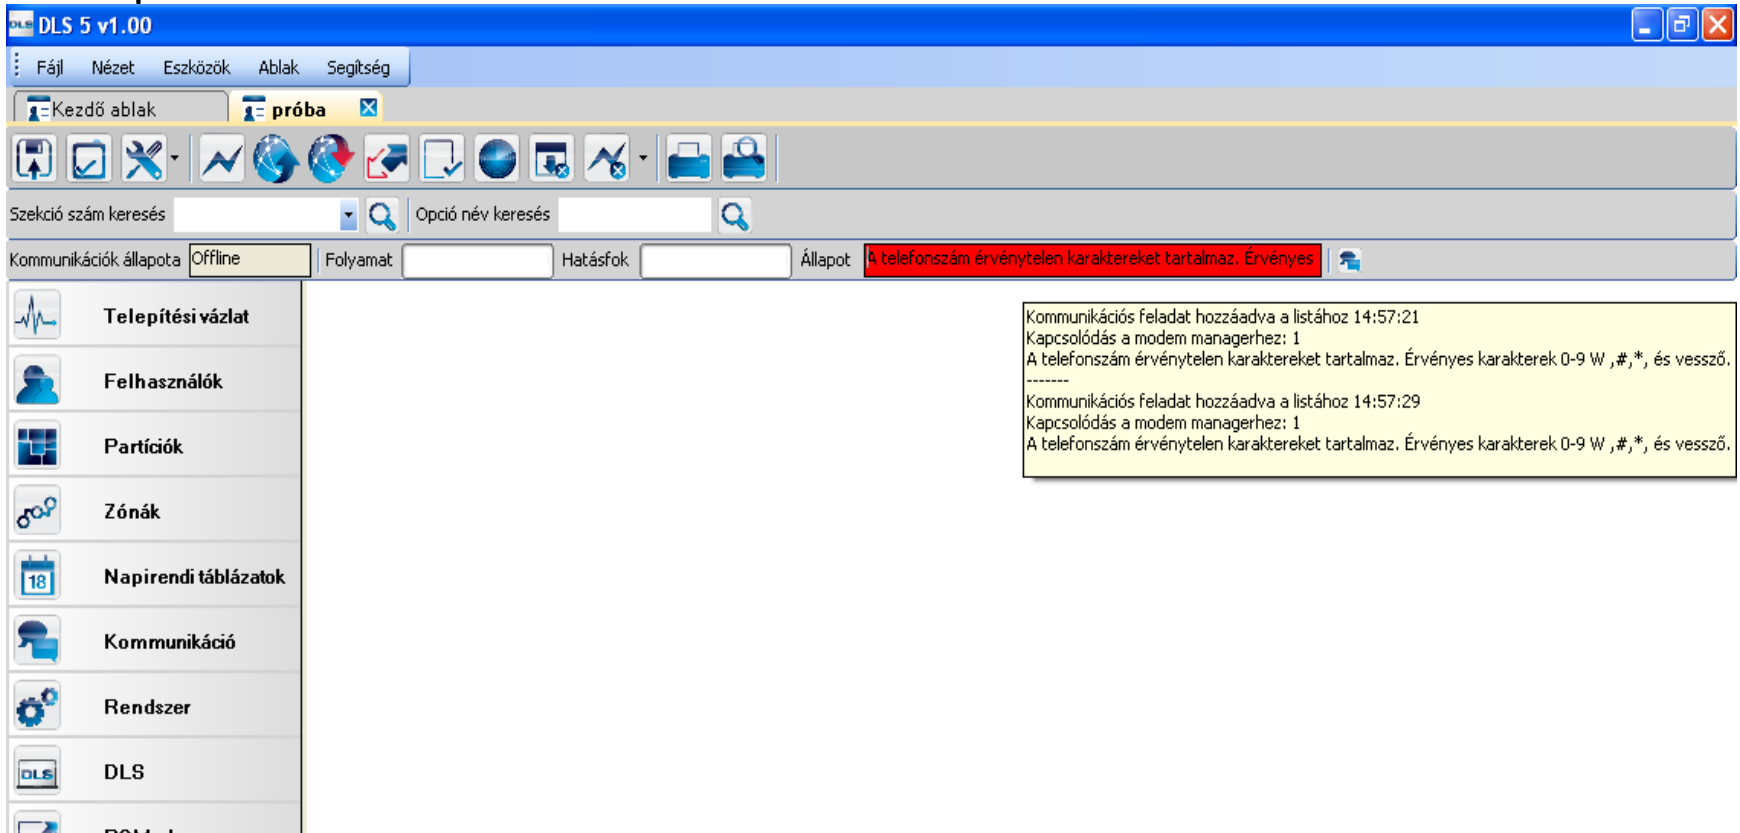 DLS 5 v1.00
Fájl Nézet Eszközök Ablak Segítség
Kezdő ablak próba
Szekció szám keresés Opció név keresés
Kommunikációk állapota Offline Folyamat Hatásfok Állapot A telefonszám érvénytelen karaktereket tartalmaz. Érvényes
Telepítési vázlat
Felhasználók
Partíciók
Zónák
18 Napirendi táblázatok
Kommunikáció
Rendszer
DLS DLS
Kommunikációs feladat hozzáadva a listához 14:57:21
Kapcsolódás a modem managerhez: 1
A telefonszám érvénytelen karaktereket tartalmaz. Érvényes karakterek 0-9 W ,#,*, és vessző.
-------
Kommunikációs feladat hozzáadva a listához 14:57:29
Kapcsolódás a modem managerhez: 1
A telefonszám érvénytelen karaktereket tartalmaz. Érvényes karakterek 0-9 W ,#,*, és vessző.